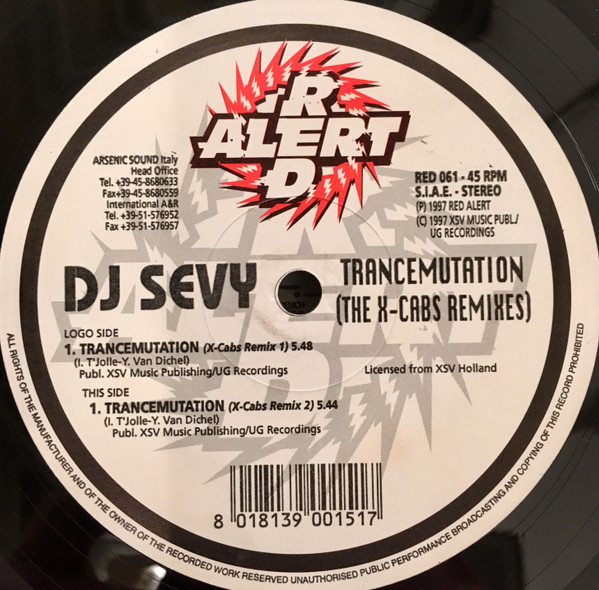 RED
ALERT
ARSENIC SOUND Italy
Head Office
Tel. +39-45-8680633
Fax+39-45-8680559
International A&R
Tel. +39-51-576952
Fax +39-51-576957
RED 061 - 45 RPM
S.I.A.E. - STEREO
(P) 1997 RED ALERT
(C) 1997 XSV MUSIC PUBL/
UG RECORDINGS
DJ SEVY
TRANCEMUTATION
(THE X-CABS REMIXES)
LOGO SIDE
1. TRANCEMUTATION (X-Cabs Remix 1) 5.48
(I. T'Jolle-Y. Van Dichel)
Publ. XSV Music Publishing/UG Recordings
Licensed from XSV Holland
THIS SIDE
1. TRANCEMUTATION (X-Cabs Remix 2) 5.44
(I. T'Jolle-Y. Van Dichel)
Publ. XSV Music Publishing/UG Recordings
8 018139 001517
ALL RIGHTS OF THE MANUFACTURER AND OF THE OWNER OF THE RECORDED WORK RESERVED UNAUTHORISED PUBLIC PERFORMANCE BROADCASTING AND COPYING OF THIS RECORD PROHIBITED